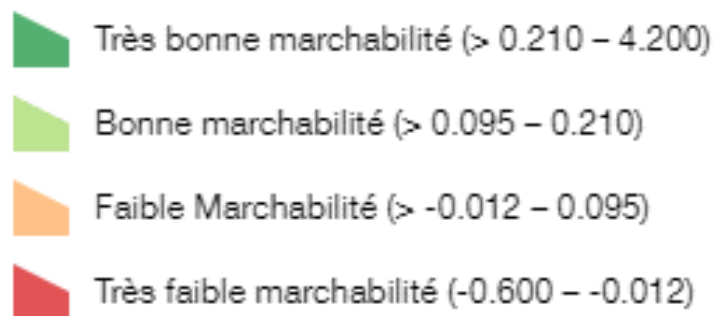 Très bonne marchabilité (> 0.210 – 4.200)
Bonne marchabilité (> 0.095 – 0.210)
Faible Marchabilité (> -0.012 – 0.095)
Très faible marchabilité (-0.600 – -0.012)